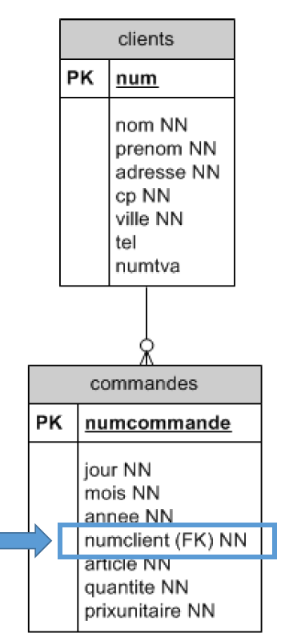 clients
PK num
nom NN
prenom NN
adresse NN
cp NN
ville NN
tel
numtva
commandes
PK numcommande
jour NN
mois NN
annee NN
numclient (FK) NN
article NN
quantite NN
prixunitaire NN